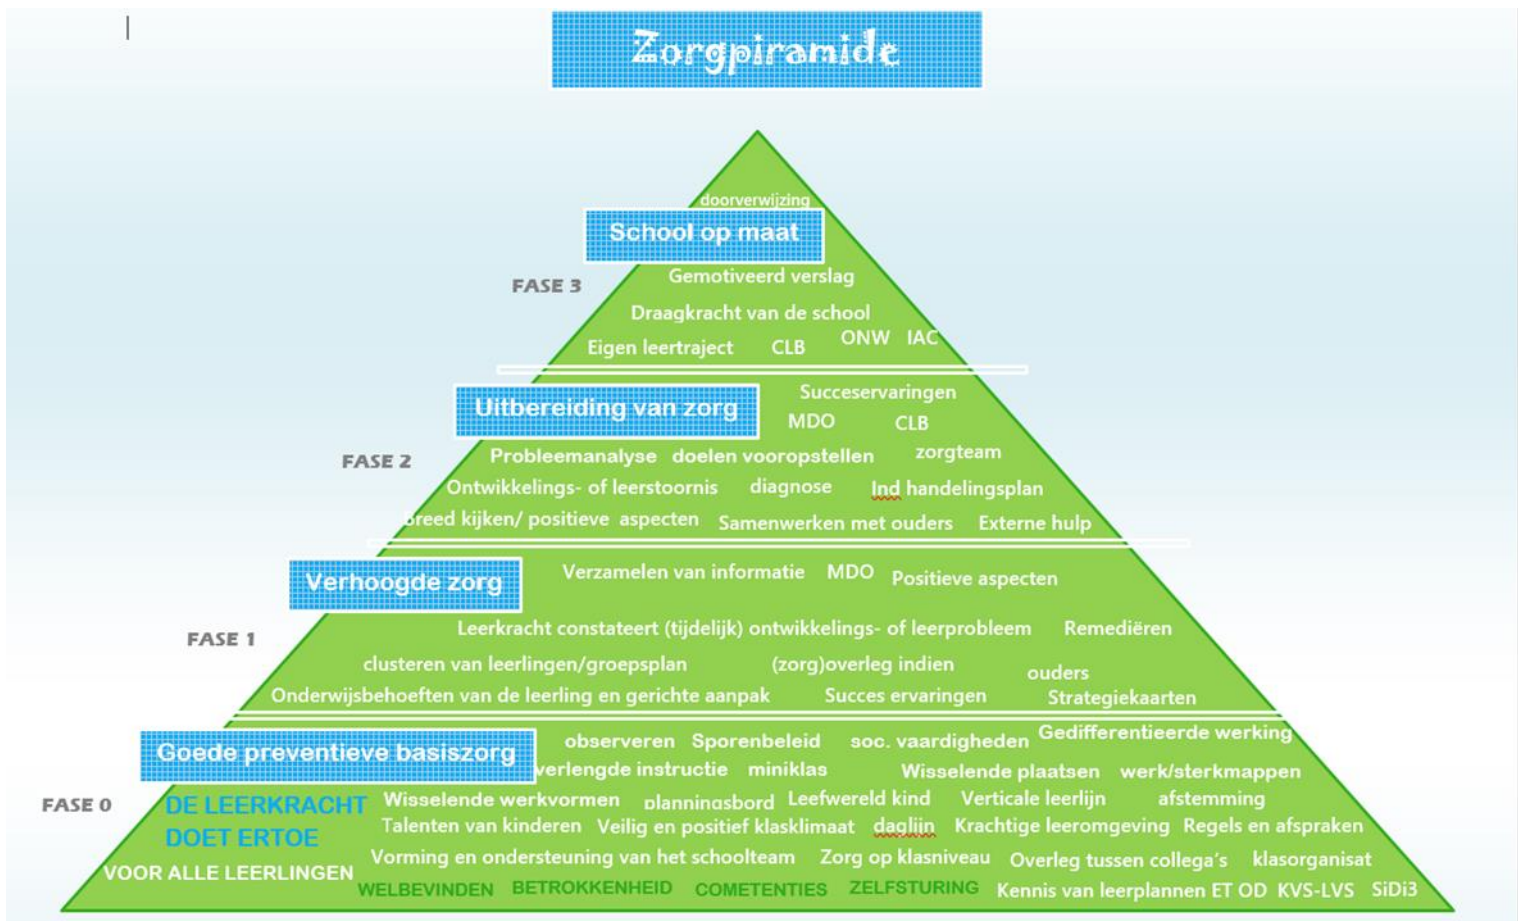 Zorgpiramide
doorverwijzing
School op maat
Gemotiveerd verslag
FASE 3
Draagkracht van de school
Eigen leertraject CLB ONW IAC
Succeservaringen
Uitbereiding van zorg
MDO CLB
FASE 2
Probleemanalyse doelen vooropstellen zorgteam
Ontwikkelings- of leerstoornis diagnose Ind handelingsplan
breed kijken/ positieve aspecten Samenwerken met ouders Externe hulp
Verhoogde zorg
Verzamelen van informatie MDO Positieve aspecten
FASE 1
Leerkracht constateert (tijdelijk) ontwikkelings- of leerprobleem Remediëren
clusteren van leerlingen/groepsplan (zorg)overleg indien ouders
Onderwijsbehoeften van de leerling en gerichte aanpak Succes ervaringen Strategiekaarten
Goede preventieve basiszorg
observeren Sporenbeleid soc. vaardigheden Gedifferentieerde werking
verlengde instructie miniklas Wisselende plaatsen werk/sterkmappen
FASE 0
DE LEERKRACHT
DOET ERTOE
VOOR ALLE LEERLINGEN
Wisselende werkvormen planningsbord Leefwereld kind Verticale leerlijn afstemming
Talenten van kinderen Veilig en positief klasklimaat daglijn Krachtige leeromgeving Regels en afspraken
Vorming en ondersteuning van het schoolteam Zorg op klasniveau Overleg tussen collega's klasorganisat
WELBEVINDEN BETROKKENHEID COMETENTIES ZELFSTURING Kennis van leerplannen ET OD KVS-LVS SiDi3